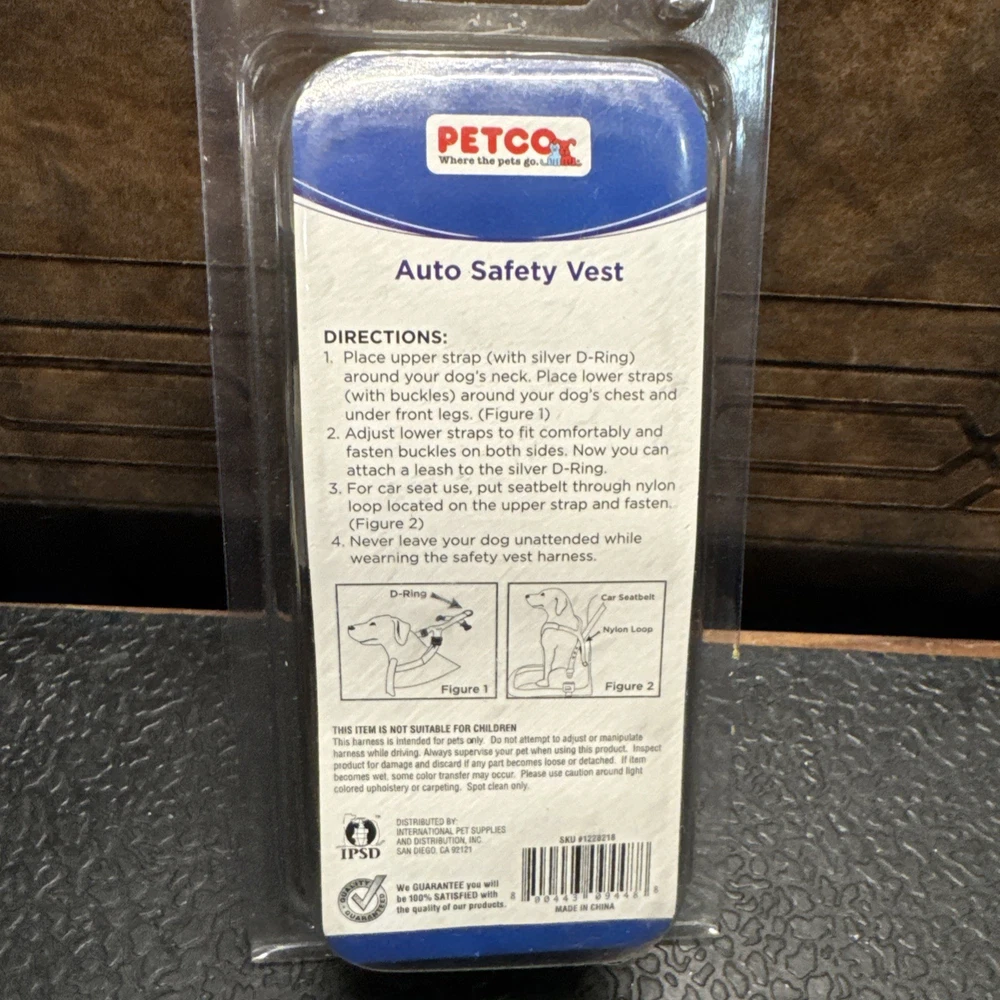 PETCO
Where the pets go.
Auto Safety Vest
DIRECTIONS:
1. Place upper strap (with silver D-Ring)
around your dog's neck. Place lower straps
(with buckles) around your dog's chest and
under front legs. (Figure 1)
2. Adjust lower straps to fit comfortably and
fasten buckles on both sides. Now you can
attach a leash to the silver D-Ring.
3. For car seat use, put seatbelt through nylon
loop located on the upper strap and fasten.
(Figure 2)
4. Never leave your dog unattended while
wearning the safety vest harness.
D-Ring
Figure 1
Car Seatbelt
Nylon Loop
Figure 2
THIS ITEM IS NOT SUITABLE FOR CHILDREN
This harness is intended for pets only. Do not attempt to adjust or manipulate
harness while driving. Always supervise your pet when using this product. Inspect
product for damage and discard if any part becomes loose or detached. If item
becomes wet, some color transfer may occur. Please use caution around light
colored upholstery or carpeting. Spot clean only.
IPSD
DISTRIBUTED BY:
INTERNATIONAL PET SUPPLIES
AND DISTRIBUTION, INC
SAN DIEGO, CA 92121
QUALITY
GUARANTEED
We GUARANTEE you will
be 100% SATISFIED with
the quality of our products.
SKU #1220218
8 00443 09448 8
MADE IN CHINA